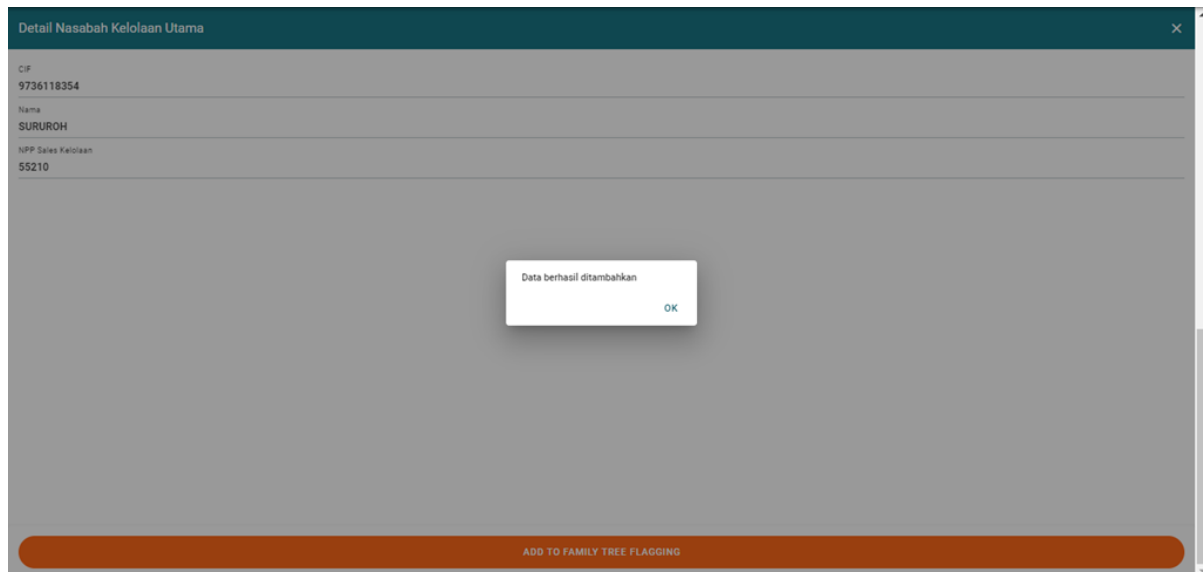 Detail Nasabah Kelolaan Utama
CIF
9736118354
Nama
SURUROH
NPP Sales Kelolaan
55210
Data berhasil ditambahkan
OK
ADD TO FAMILY TREE FLAGGING